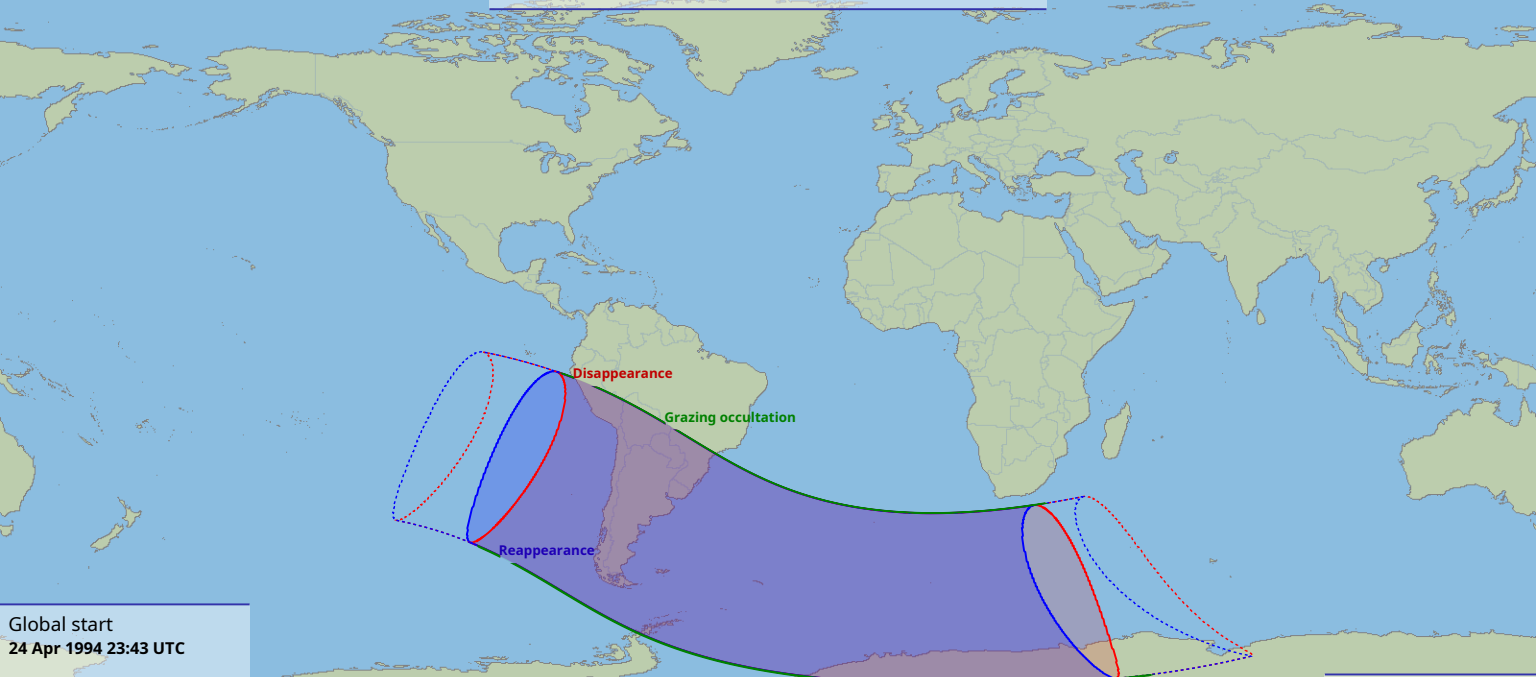 Disappearance
Grazing occultation
Reappearance
Global start
24 Apr 1994 23:43 UTC